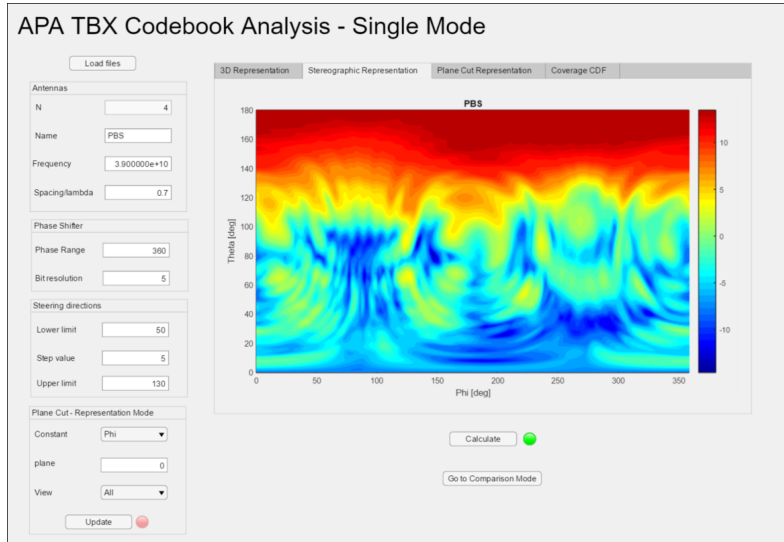 APA TBX Codebook Analysis - Single Mode
Load files
Antennas
N 4
Name PBS
Frequency 3.900000e+10
Spacing/lambda 0.7
Phase Shifter
Phase Range 360
Bit resolution 5
Steering directions
Lower limit 50
Step value 5
Upper limit 130
Plane Cut - Representation Mode
Constant Phi
plane 0
View All
Update
3D Representation Stereographic Representation Plane Cut Representation Coverage CDF
PBS
180
160
140
120
100
80
60
40
20
0
Theta [deg]
0 50 100 150 200 250 300 350
Phi [deg]
10
5
0
-5
-10
Calculate
Go to Comparison Mode